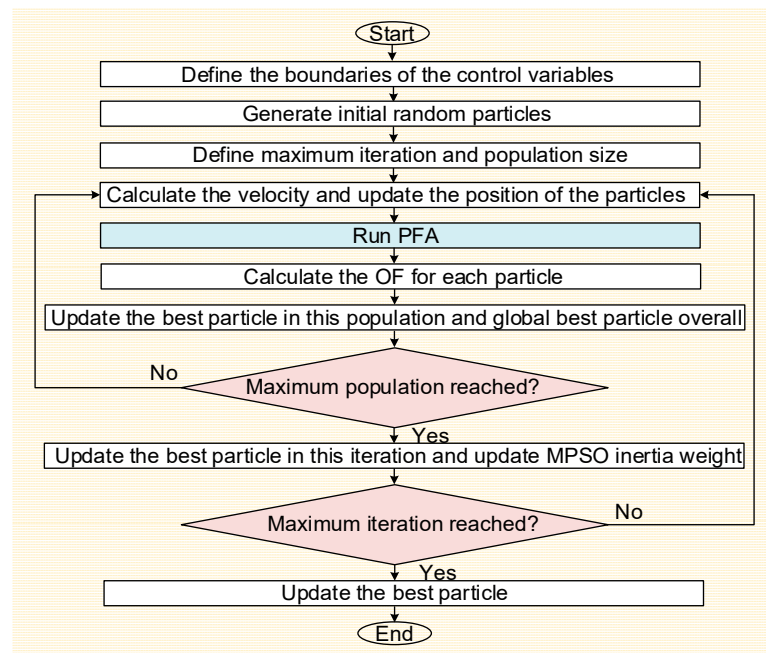 Start
Define the boundaries of the control variables
Generate initial random particles
Define maximum iteration and population size
Calculate the velocity and update the position of the particles
Run PFA
Calculate the OF for each particle
Update the best particle in this population and global best particle overall
No
Maximum population reached?
Yes
Update the best particle in this iteration and update MPSO inertia weight
Maximum iteration reached?
No
Yes
Update the best particle
End